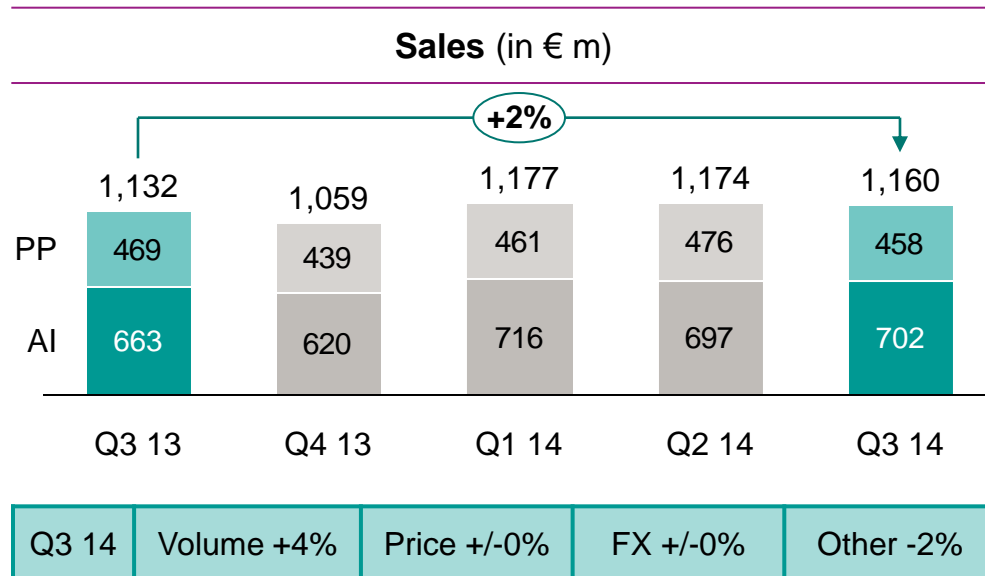 Sales (in € m)
+2%
1,132 1,059 1,177 1,174 1,160
PP 469 439 461 476 458
AI 663 620 716 697 702
Q3 13 Q4 13 Q1 14 Q2 14 Q3 14
Q3 14 Volume +4% Price +/-0% FX +/-0% Other -2%